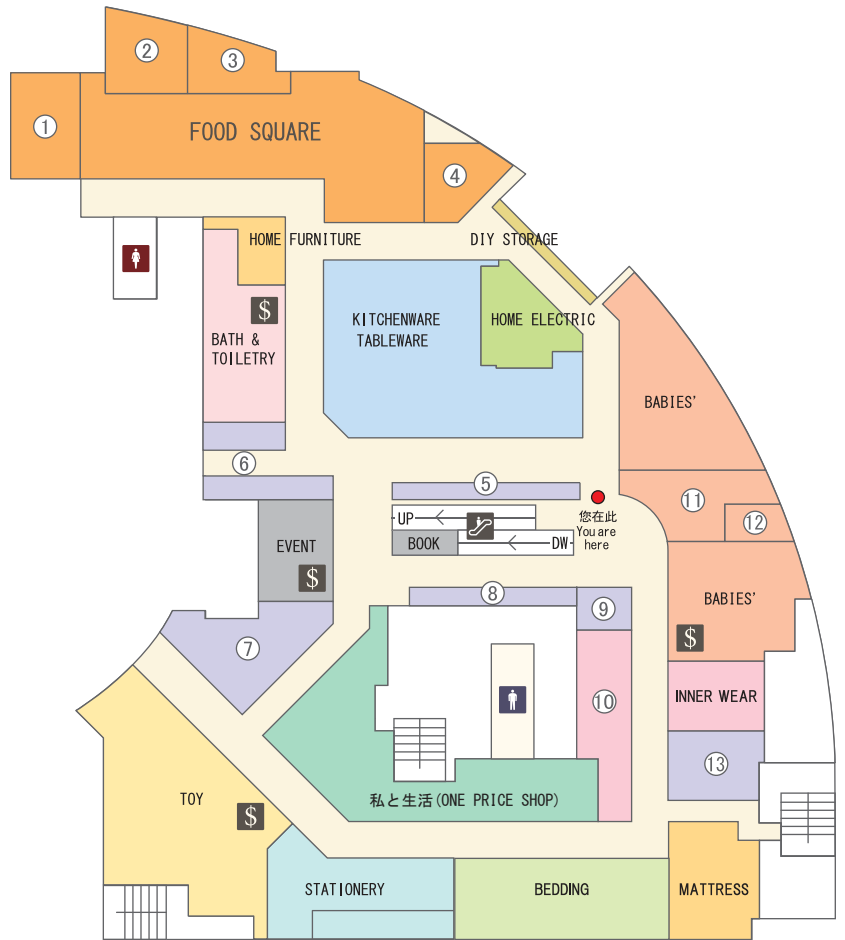 ②
③
①
FOOD SQUARE
④
HOME FURNITURE
DIY STORAGE
$
KITCHENWARE
TABLEWARE
HOME ELECTRIC
BATH &
TOILETRY
BABIES'
⑥
⑤
⑪
⑫
UP
您在此
You are
here
BOOK
DW
EVENT
$
⑧
⑨
BABIES'
$
⑦
⑩
INNER WEAR
⑬
TOY
$
私と生活(ONE PRICE SHOP)
STATIONERY
BEDDING
MATTRESS